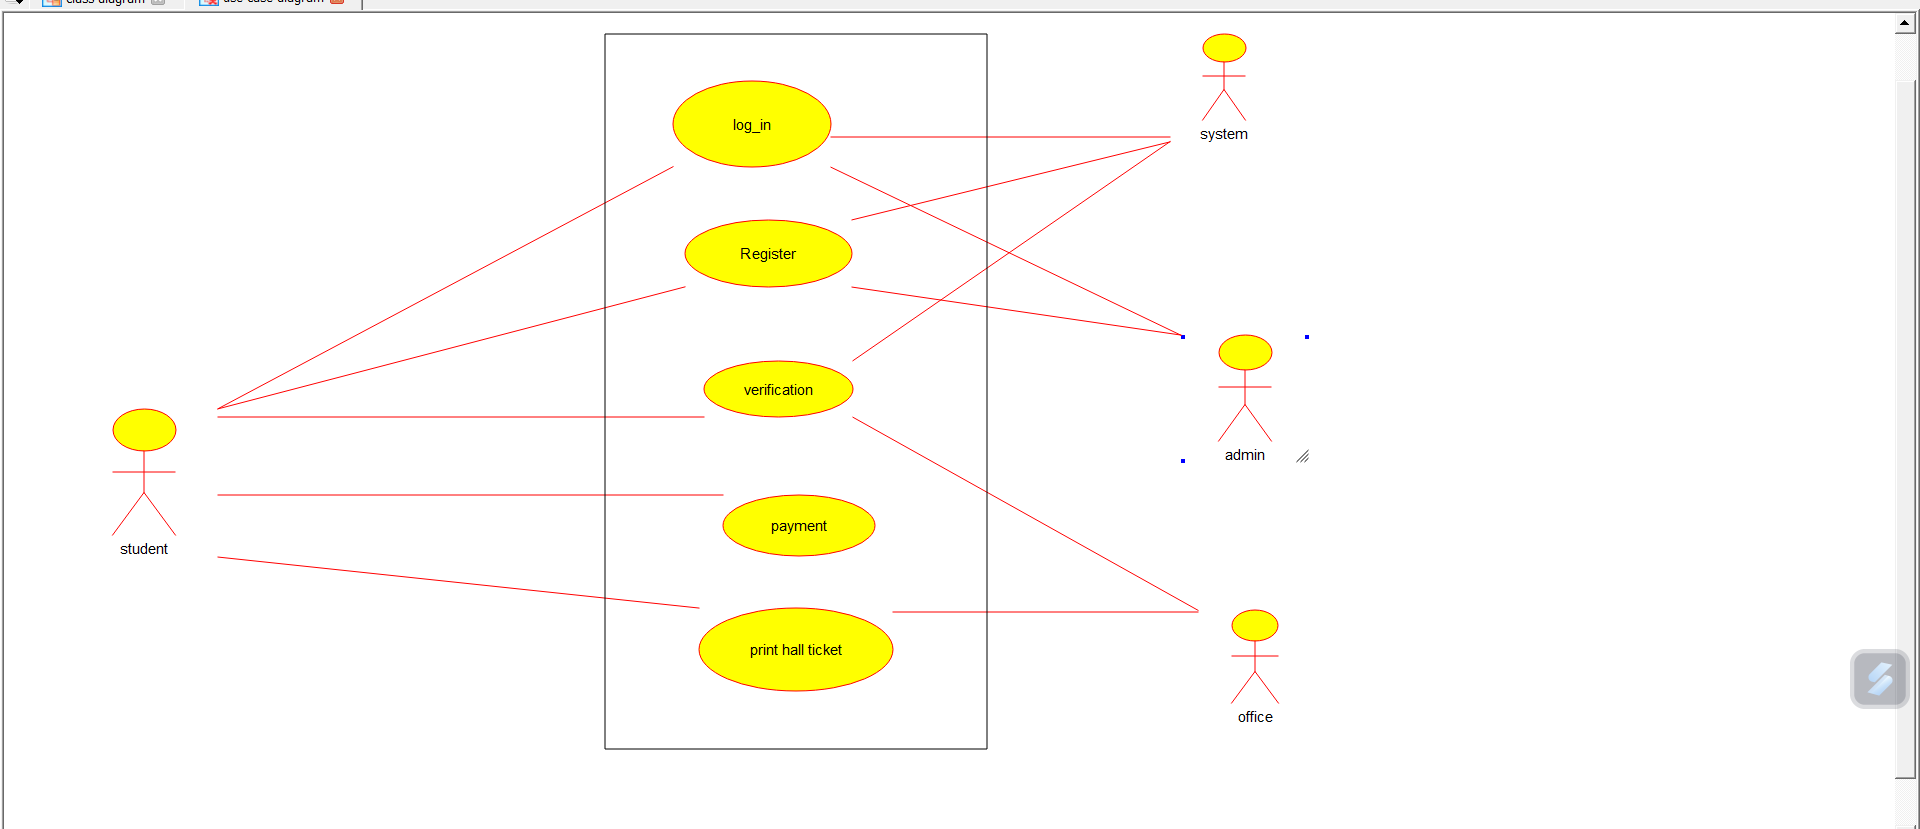 class diagram
use case diagram
system
log_in
Register
verification
admin
payment
student
print hall ticket
office